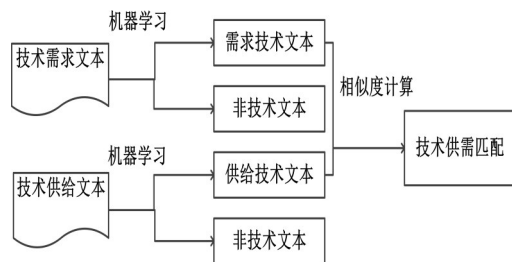 机器学习
技术需求文本
需求技术文本
非技术文本
相似度计算
技术供需匹配
机器学习
技术供给文本
供给技术文本
非技术文本